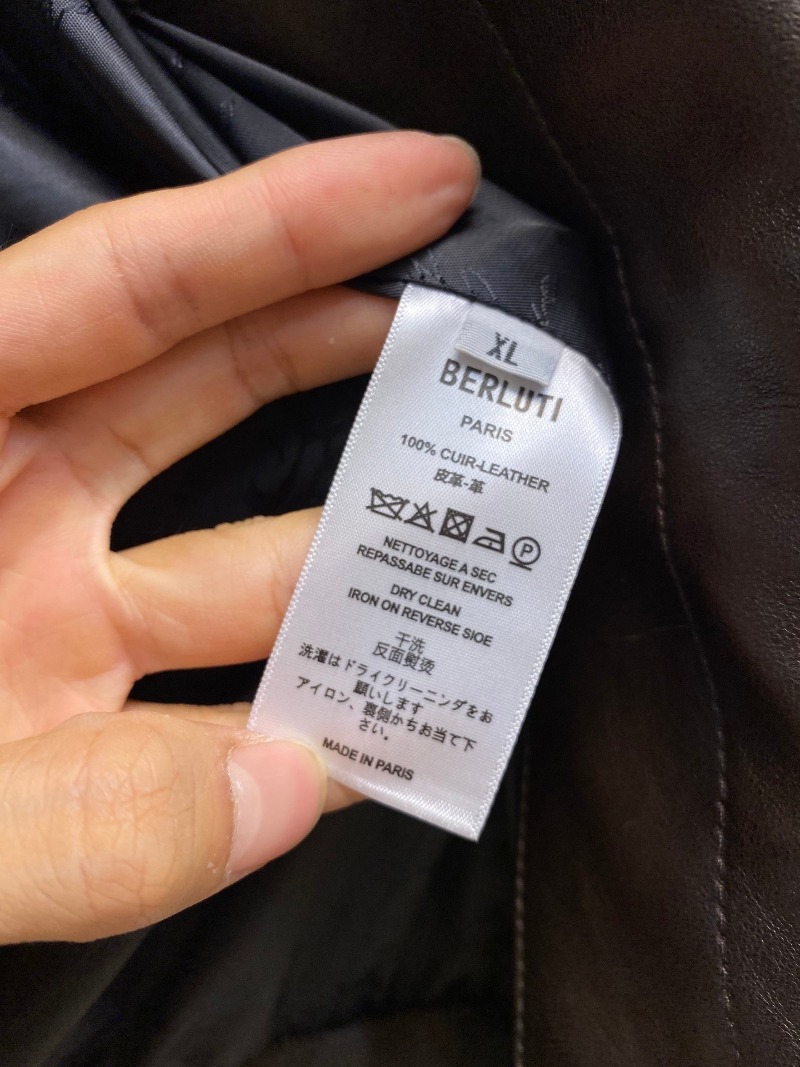 XL
BERLUTI
PARIS
100% CUIR-LEATHER
皮革-革
P
NETTOYAGE A SEC
REPASSABE SUR ENVERS
DRY CLEAN
IRON ON REVERSE SIOE
干洗
反面熨烫
洗濯はドライクリーニンダをお
願いします
アイロン、裏側かちお当て下
さい。
MADE IN PARIS